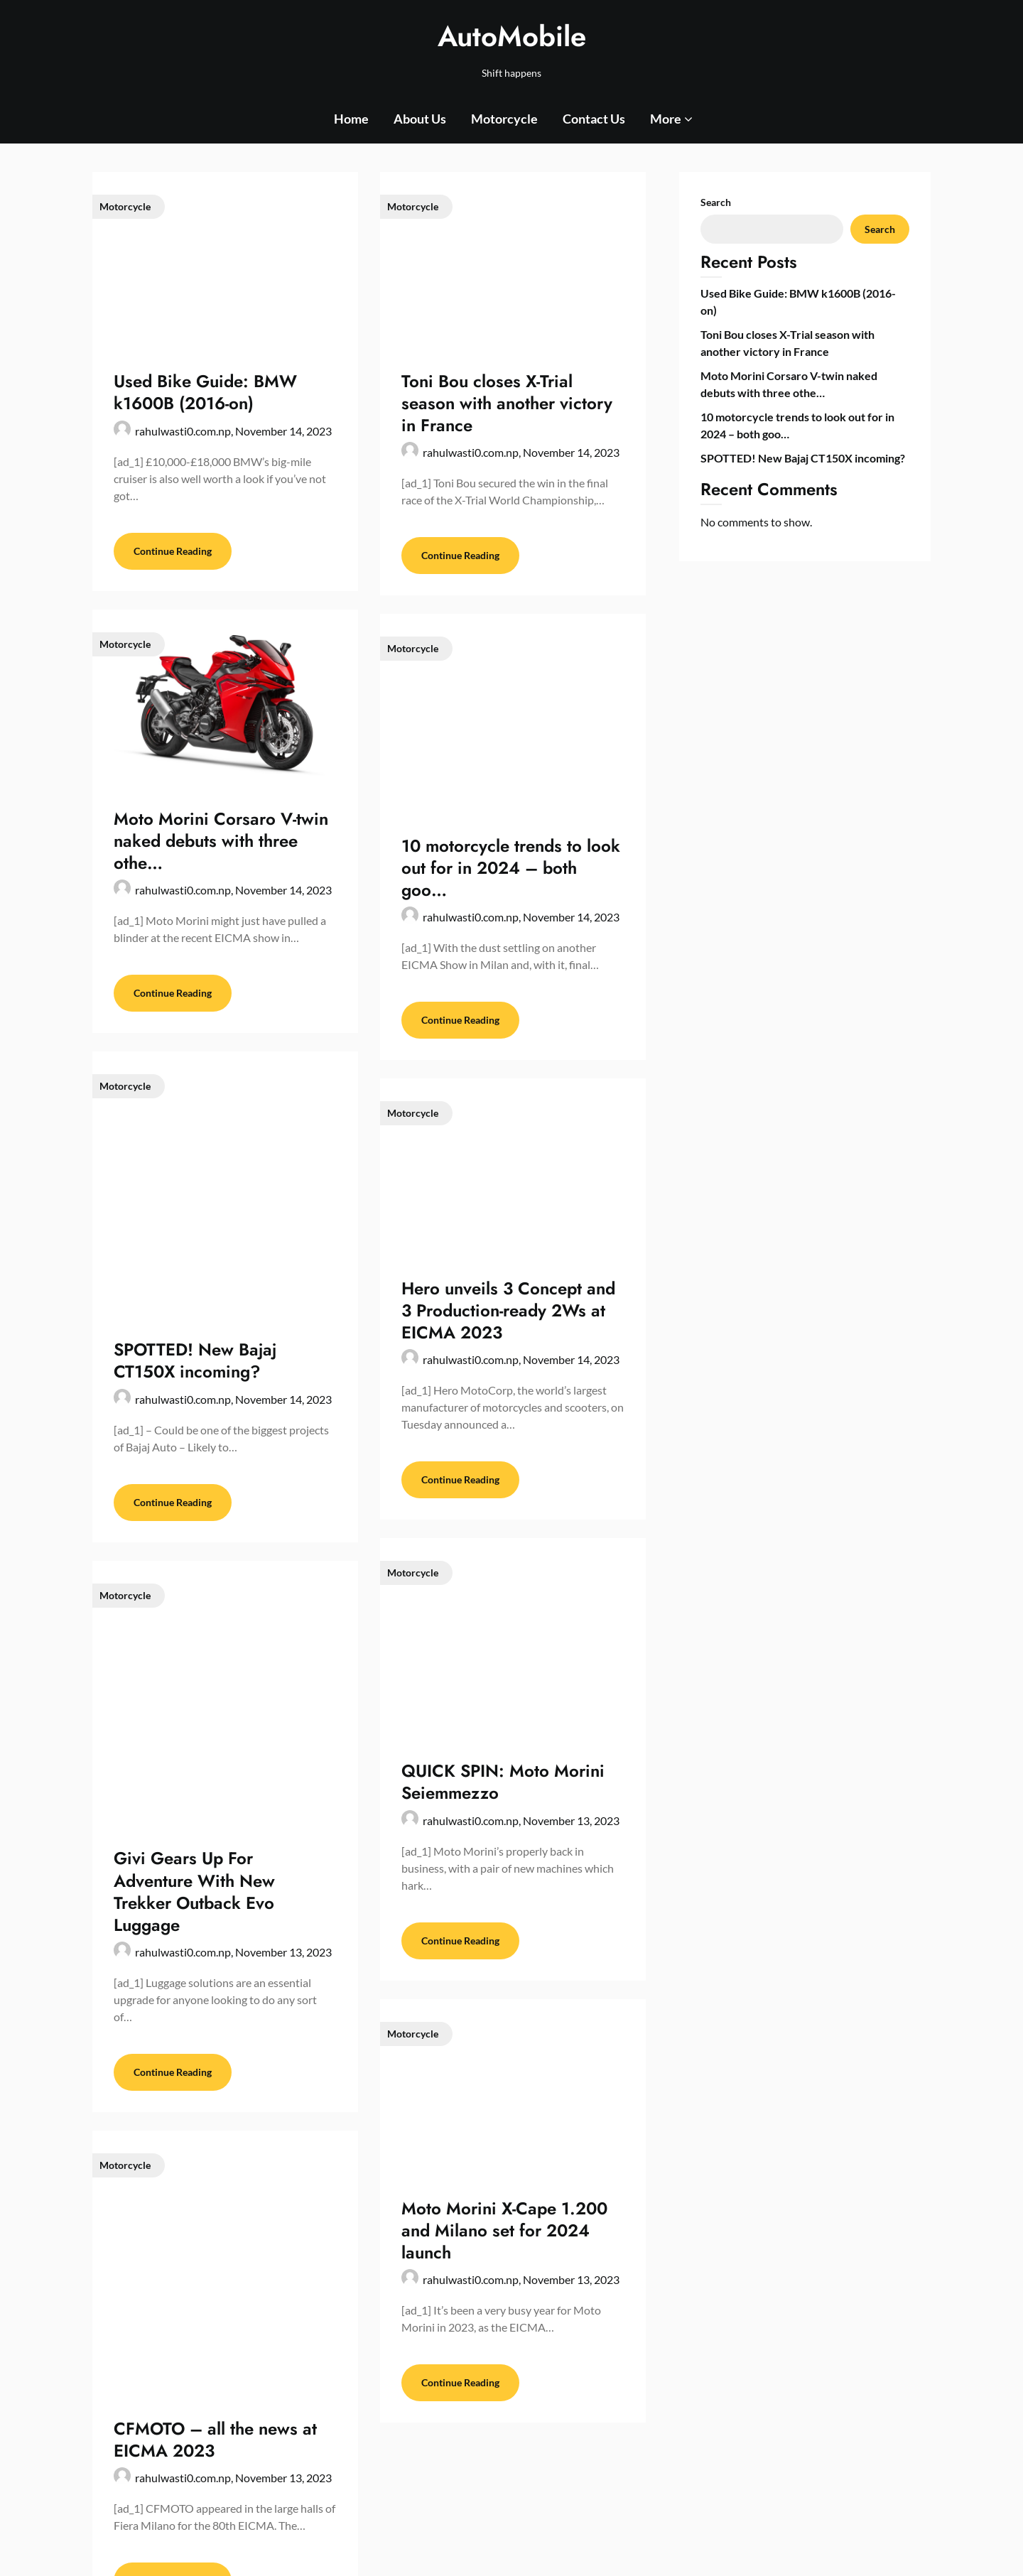 AutoMobile
Shift happens
Home
About Us
Motorcycle
Contact Us
More
Motorcycle
Used Bike Guide: BMW
k1600B (2016-on)
rahulwasti0.com.np, November 14, 2023
[ad_1] £10,000-£18,000 BMW’s big-mile
cruiser is also well worth a look if you’ve not
got…
Continue Reading
Motorcycle
Toni Bou closes X-Trial
season with another victory
in France
rahulwasti0.com.np, November 14, 2023
[ad_1] Toni Bou secured the win in the final
race of the X-Trial World Championship,…
Continue Reading
Motorcycle
Moto Morini Corsaro V-twin
naked debuts with three
othe…
rahulwasti0.com.np, November 14, 2023
[ad_1] Moto Morini might just have pulled a
blinder at the recent EICMA show in…
Continue Reading
Motorcycle
10 motorcycle trends to look
out for in 2024 – both
goo…
rahulwasti0.com.np, November 14, 2023
[ad_1] With the dust settling on another
EICMA Show in Milan and, with it, final…
Continue Reading
Motorcycle
SPOTTED! New Bajaj
CT150X incoming?
rahulwasti0.com.np, November 14, 2023
[ad_1] – Could be one of the biggest projects
of Bajaj Auto – Likely to…
Continue Reading
Motorcycle
Hero unveils 3 Concept and
3 Production-ready 2Ws at
EICMA 2023
rahulwasti0.com.np, November 14, 2023
[ad_1] Hero MotoCorp, the world’s largest
manufacturer of motorcycles and scooters, on
Tuesday announced a…
Continue Reading
Motorcycle
Givi Gears Up For
Adventure With New
Trekker Outback Evo
Luggage
rahulwasti0.com.np, November 13, 2023
[ad_1] Luggage solutions are an essential
upgrade for anyone looking to do any sort
of…
Continue Reading
Motorcycle
QUICK SPIN: Moto Morini
Seiemmezzo
rahulwasti0.com.np, November 13, 2023
[ad_1] Moto Morini’s properly back in
business, with a pair of new machines which
hark…
Continue Reading
Motorcycle
CFMOTO – all the news at
EICMA 2023
rahulwasti0.com.np, November 13, 2023
[ad_1] CFMOTO appeared in the large halls of
Fiera Milano for the 80th EICMA. The…
Motorcycle
Moto Morini X-Cape 1.200
and Milano set for 2024
launch
rahulwasti0.com.np, November 13, 2023
[ad_1] It’s been a very busy year for Moto
Morini in 2023, as the EICMA…
Continue Reading
Search
Search
Recent Posts
Used Bike Guide: BMW k1600B (2016-
on)
Toni Bou closes X-Trial season with
another victory in France
Moto Morini Corsaro V-twin naked
debuts with three othe…
10 motorcycle trends to look out for in
2024 – both goo…
SPOTTED! New Bajaj CT150X incoming?
Recent Comments
No comments to show.